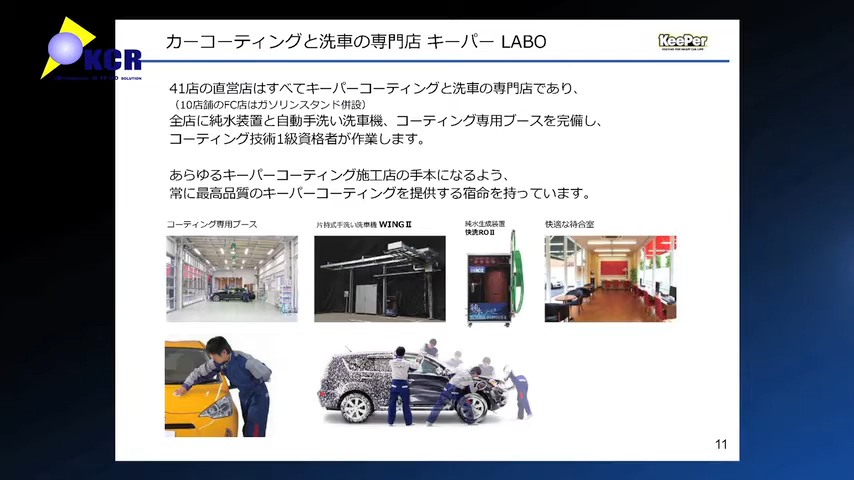 KCR
カーコーティングと洗車の専門店 キーパー LABO
KeePer
41店の直営店はすべてキーパーコーティングと洗車の専門店であり、
（10店舗のFC店はガソリンスタンド併設）
全店に純水装置と自動手洗い洗車機、コーティング専用ブースを完備し、
コーティング技術1級資格者が作業します。
あらゆるキーパーコーティング施工店の手本になるよう、
常に最高品質のキーパーコーティングを提供する宿命を持っています。
コーティング専用ブース
片持式手洗い洗車機 WINGⅡ
純水生成装置
快洗ROⅡ
快適な待合室
11